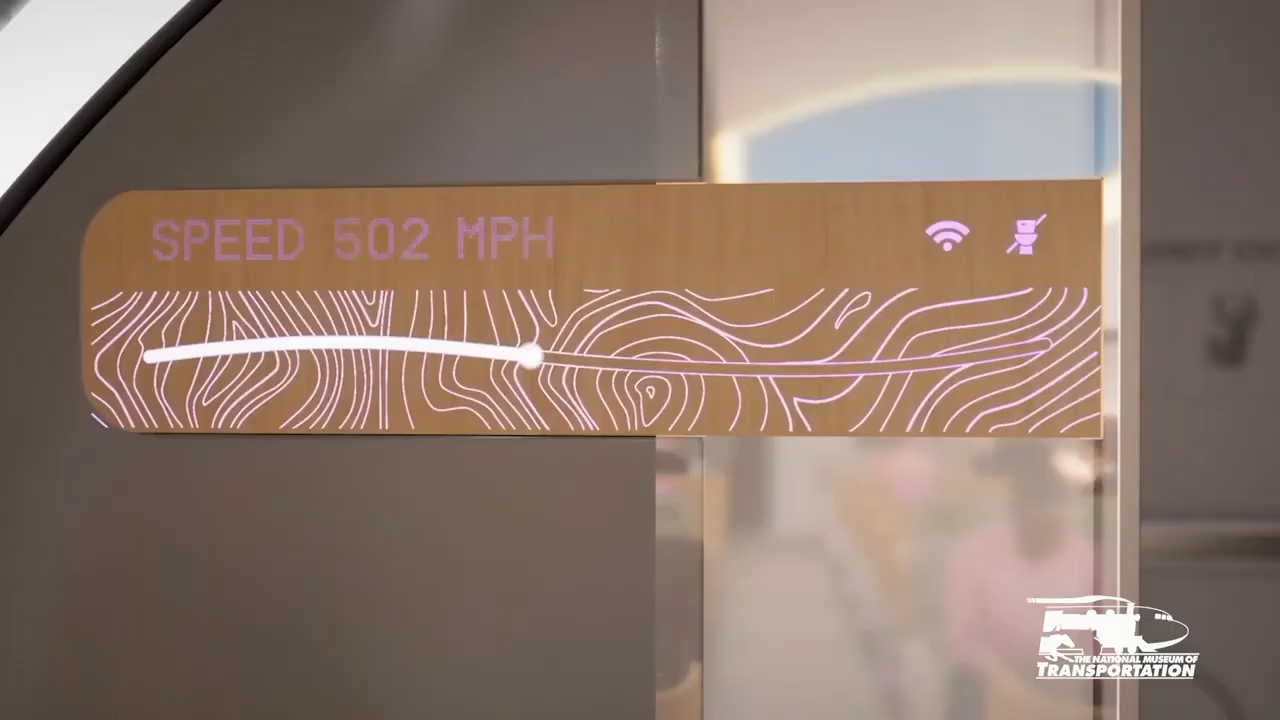 SPEED 502 MPH
THE NATIONAL MUSEUM OF
TRANSPORTATION